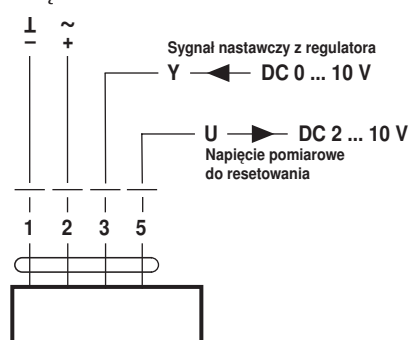 ⊥ ~
– +
Sygnał nastawczy z regulatora
Y DC 0 ... 10 V
U DC 2 ... 10 V
Napięcie pomiarowe
do resetowania
1 2 3 5